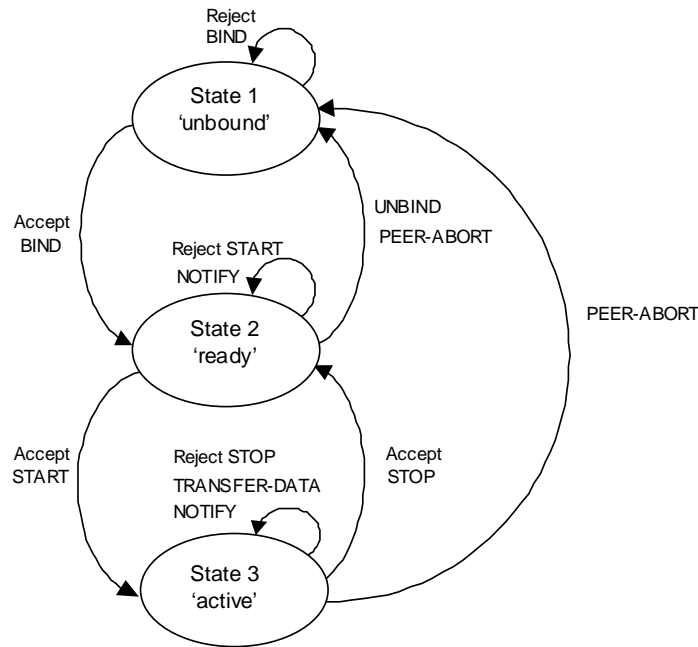 Reject
BIND
State 1
'unbound'
Accept
BIND
UNBIND
PEER-ABORT
Reject START
NOTIFY
State 2
'ready'
PEER-ABORT
Accept
START
Reject STOP
TRANSFER-DATA
NOTIFY
Accept
STOP
State 3
'active'